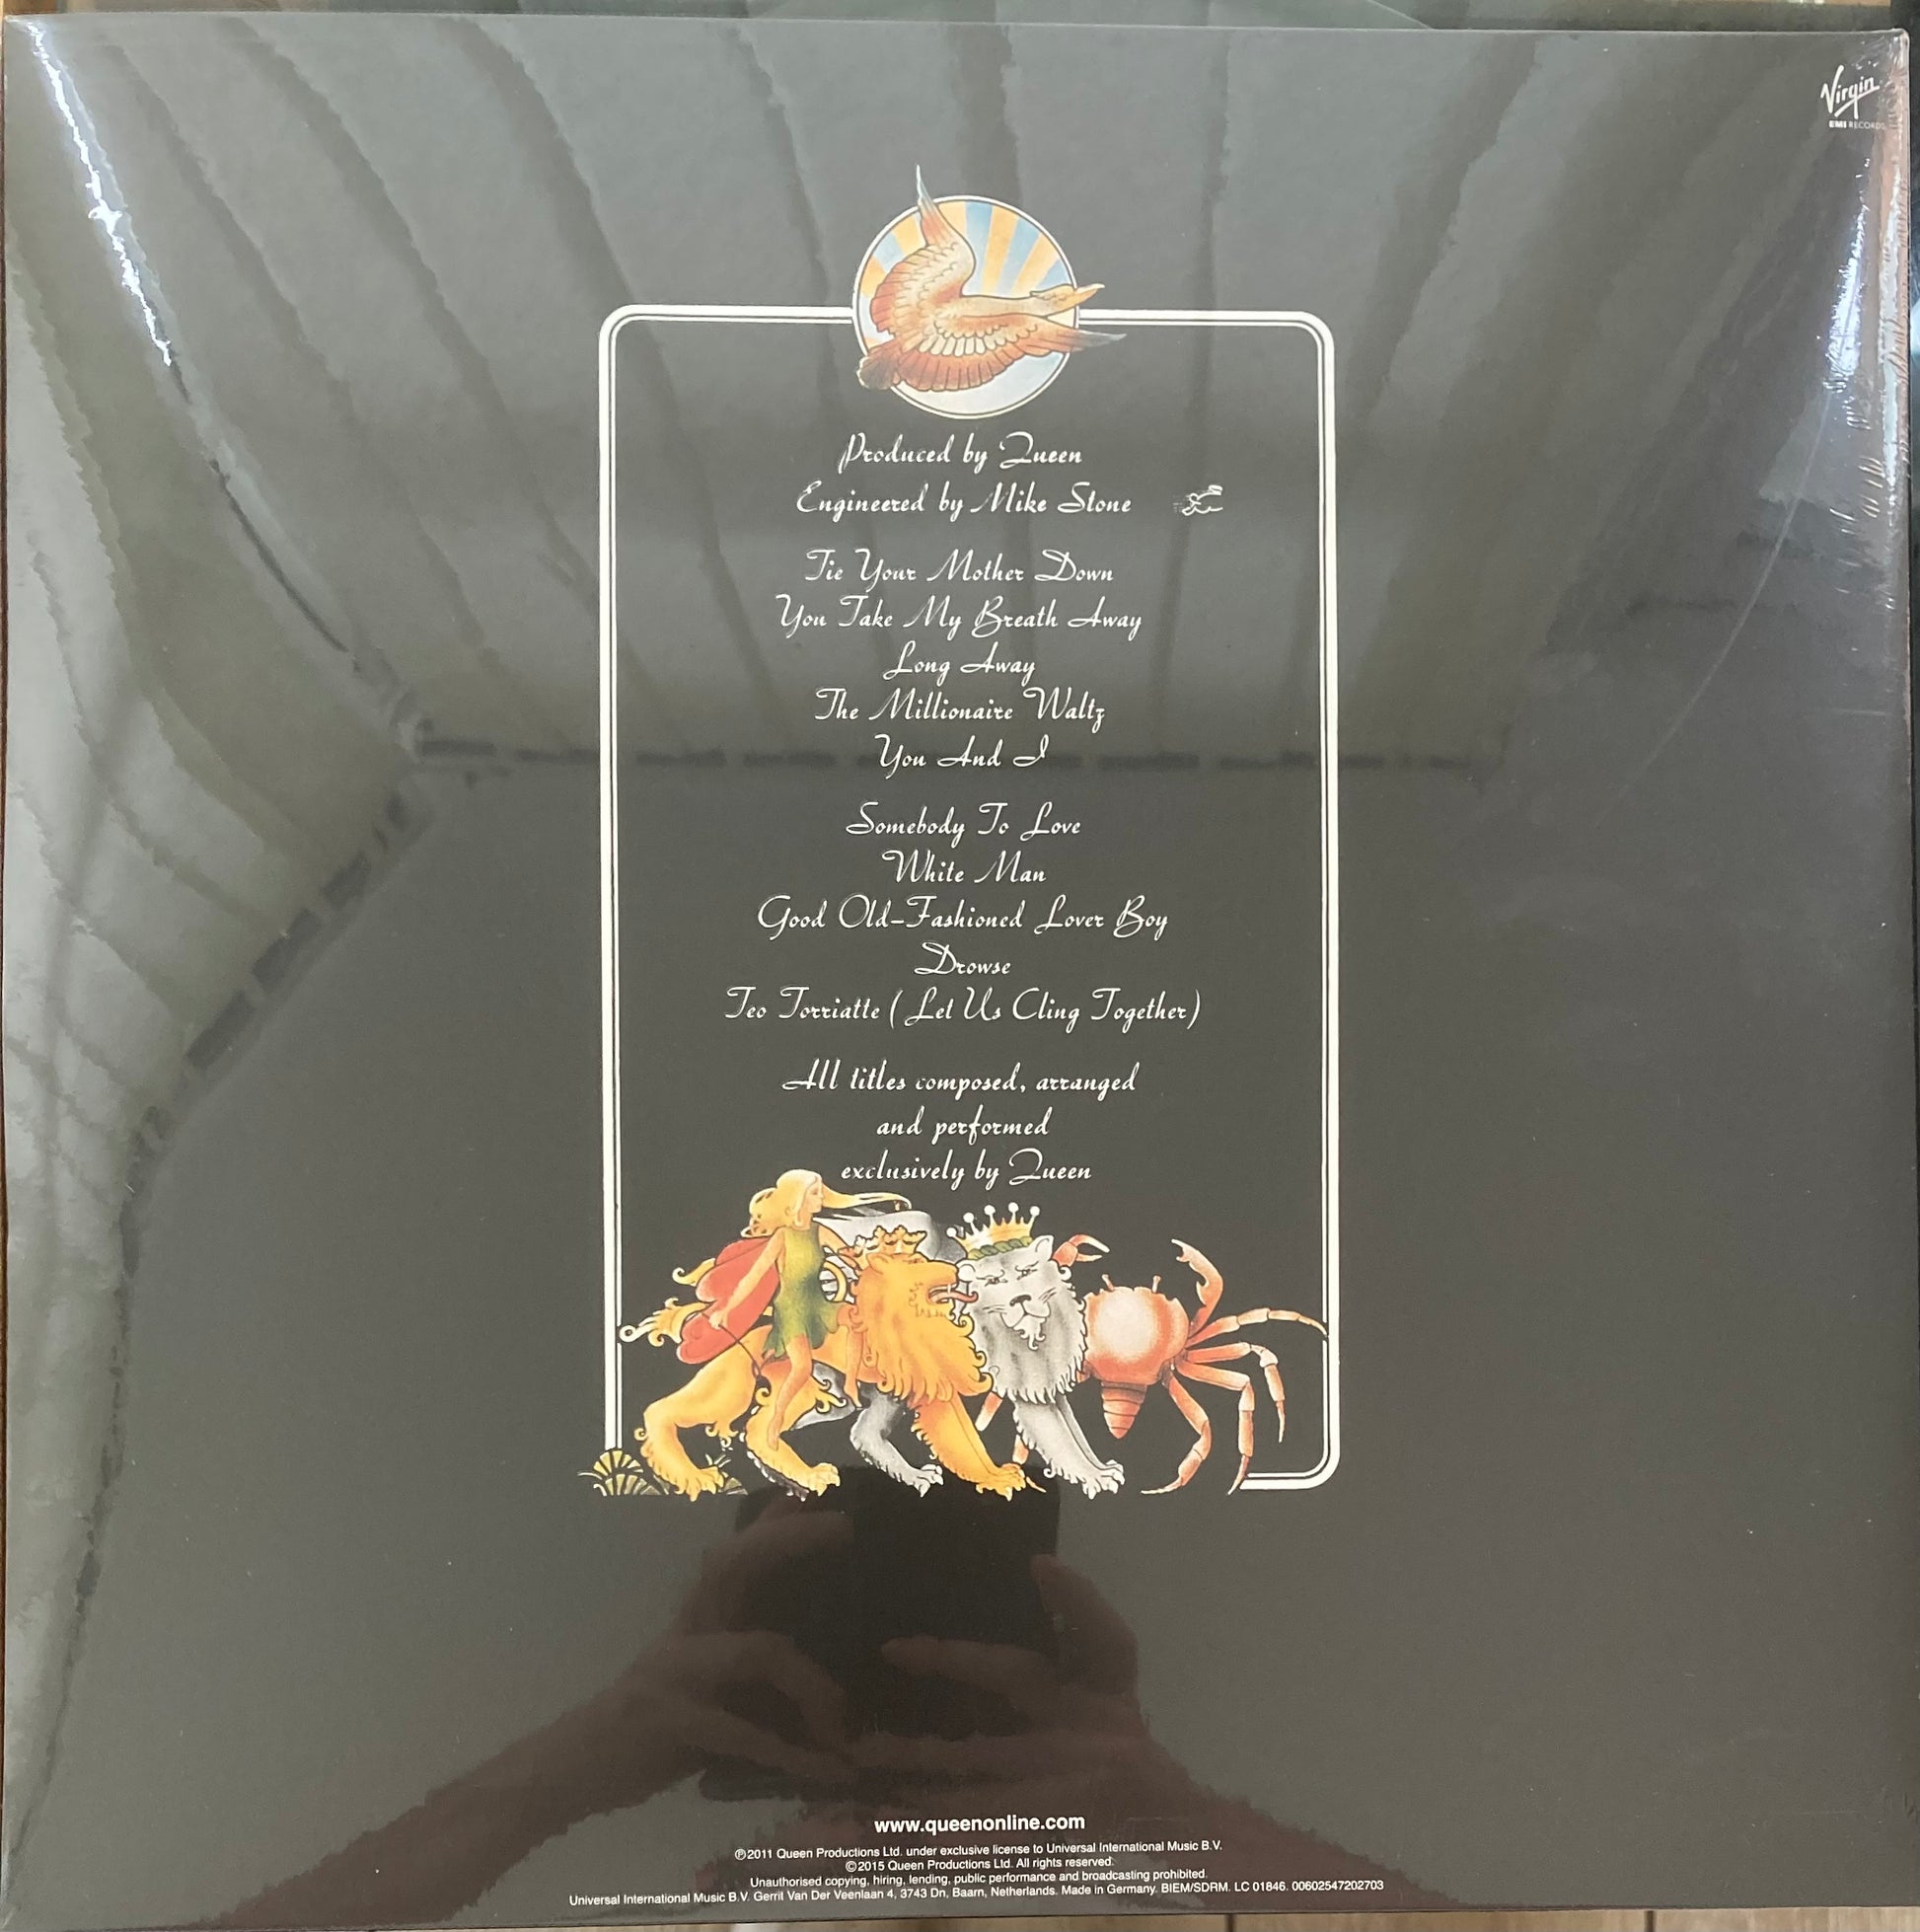 Virgin
EMI RECORDS
Produced by Queen
Engineered by Mike Stone
Tie Your Mother Down
You Take My Breath Away
Long Away
The Millionaire Waltz
You And I
Somebody To Love
White Man
Good Old-Fashioned Lover Boy
Drowse
Teo Torriatte (Let Us Cling Together)
All titles composed, arranged
and performed
exclusively by Queen
www.queenonline.com
℗2011 Queen Productions Ltd. under exclusive license to Universal International Music B.V.
©2015 Queen Productions Ltd. All rights reserved.
Unauthorised copying, hiring, lending, public performance and broadcasting prohibited.
Universal International Music B.V. Gerrit Van Der Veenlaan 4, 3743 Dn, Baarn, Netherlands. Made in Germany. BIEM/SDRM. LC 01846. 00602547202703